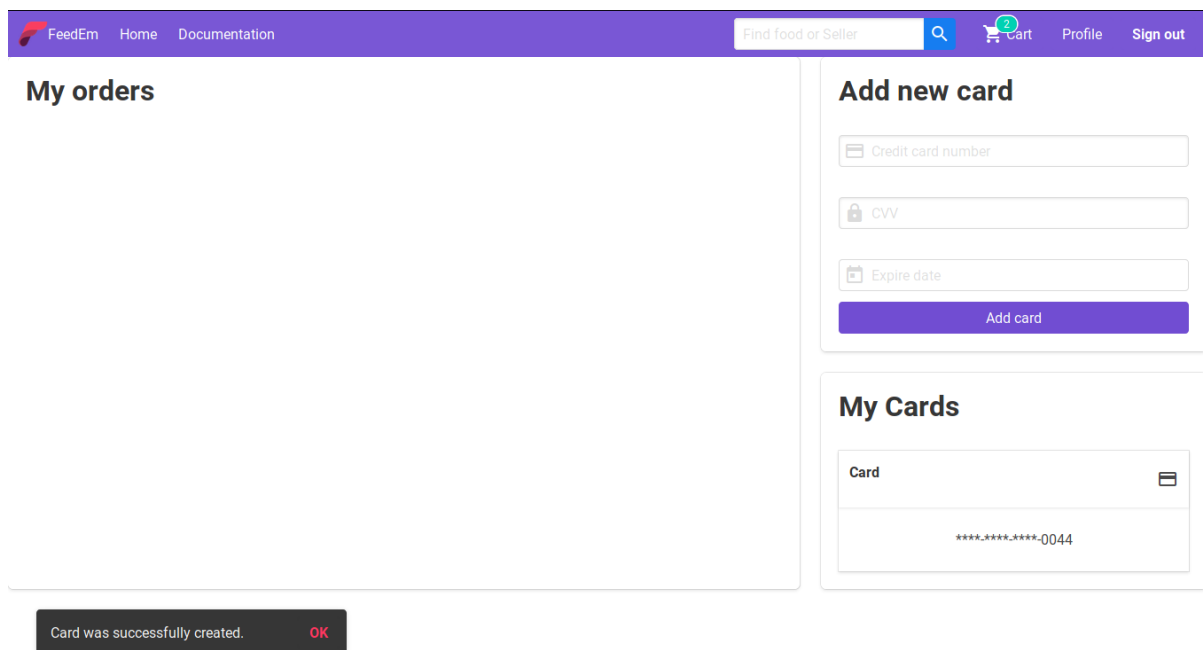 FeedEm Home Documentation Find food or Seller 2 Cart Profile Sign out
My orders
Add new card
Credit card number
CVV
Expire date
Add card
My Cards
Card
****-****-****-0044
Card was successfully created. OK